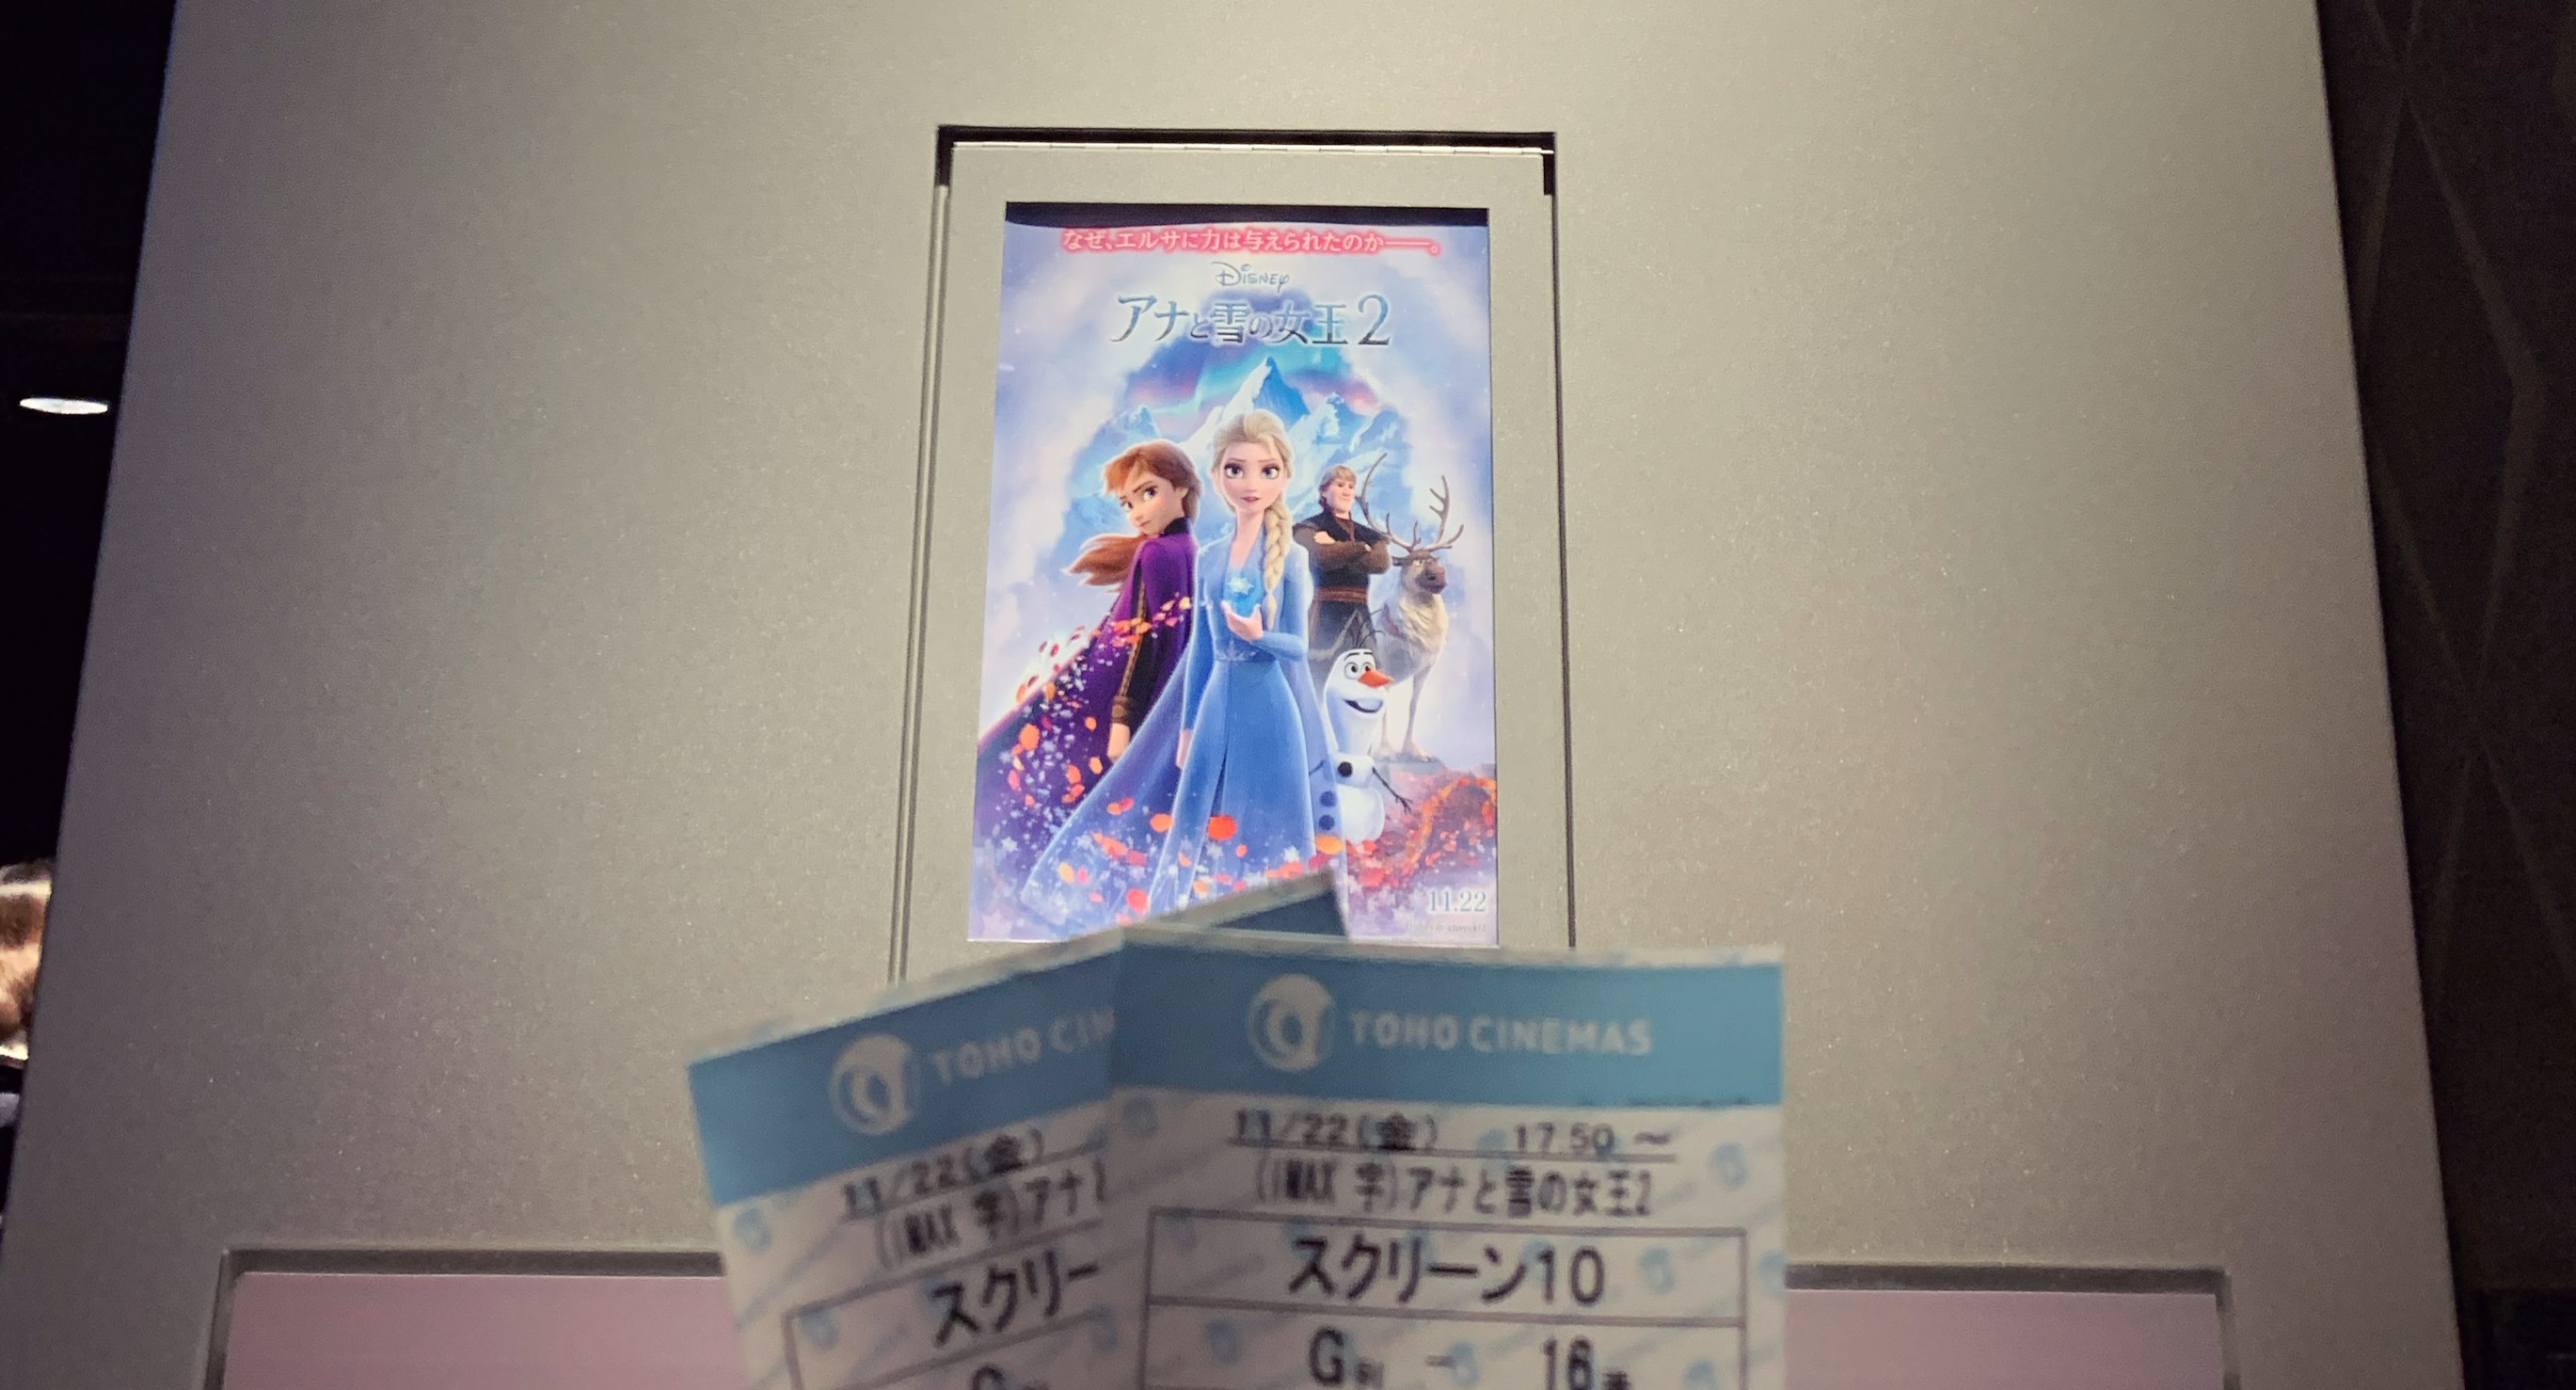 なぜ、エルサに力は与えられたのか――。
DISNEY
アナと雪の女王2
11.22
TOHO CIN
11/22(金)
(IMAX 字)アナ
スクリー
G
TOHO CINEMAS
11/22(金) 17.50 ～
(IMAX 字)アナと雪の女王2
スクリーン10
G列 - 16番